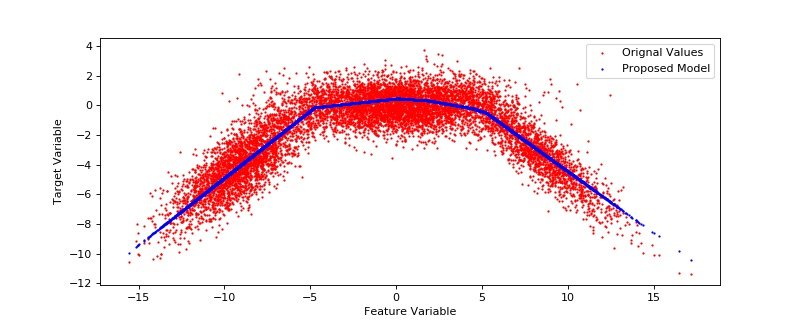 Orignal Values
Proposed Model
4
2
0
−2
−4
−6
−8
−10
−12
Target Variable
−15 −10 −5 0 5 10 15
Feature Variable